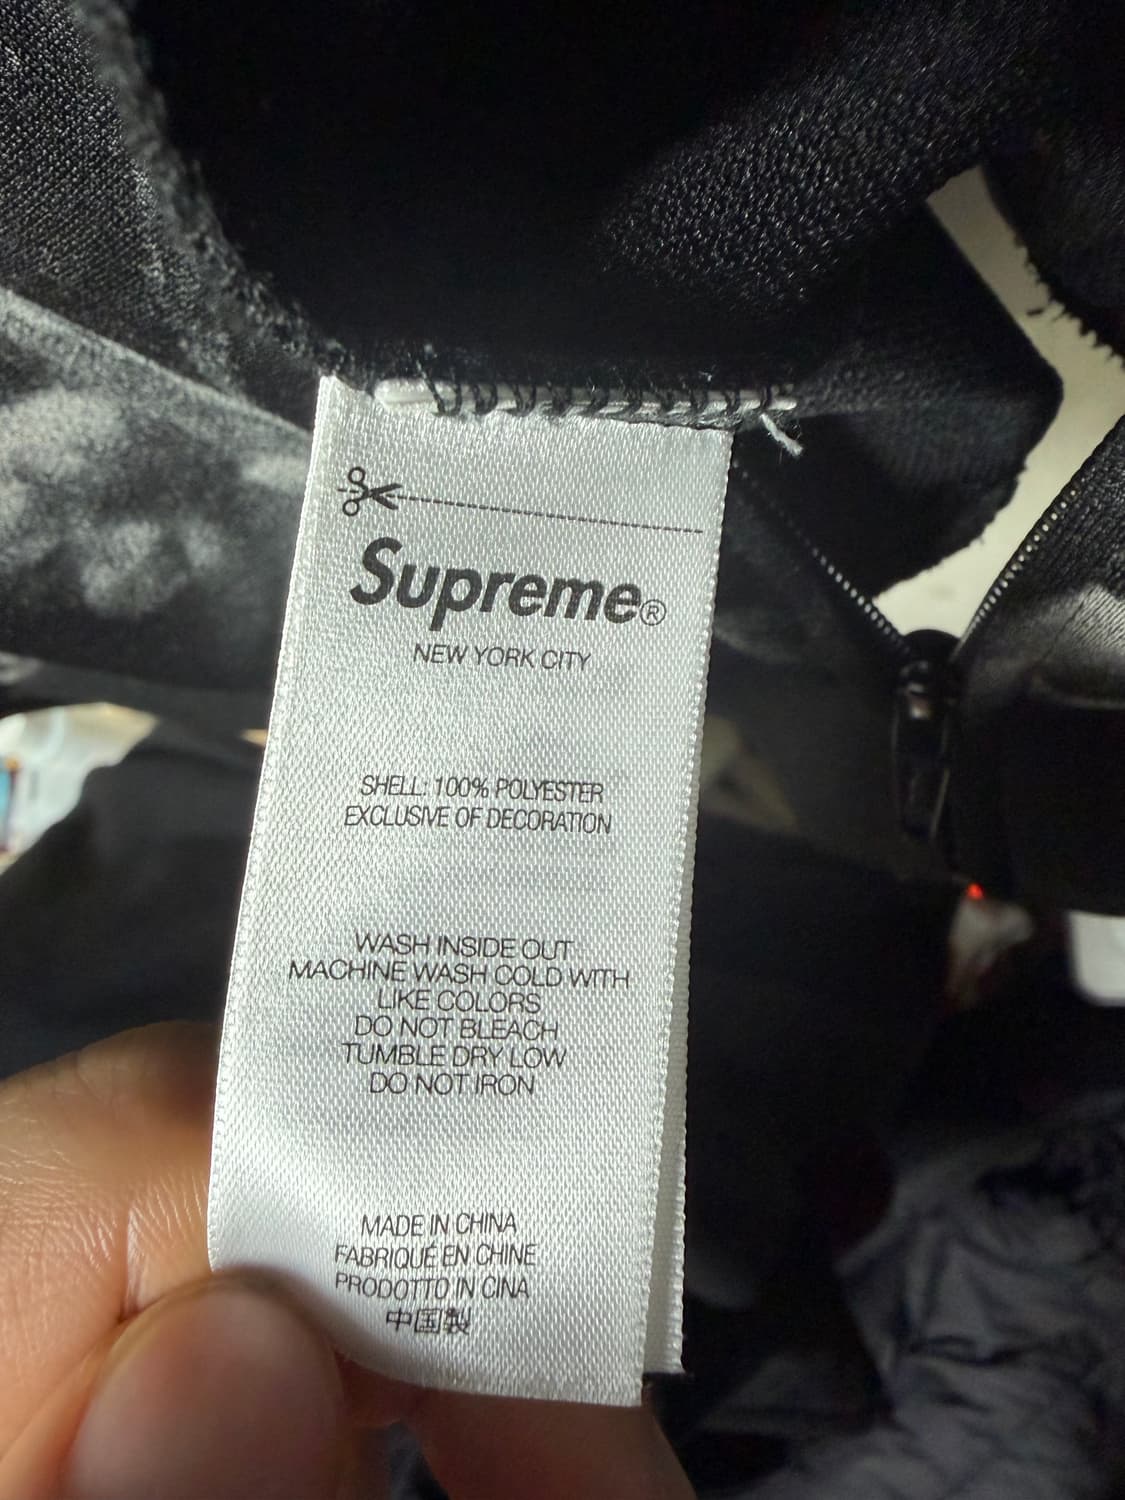 Supreme®
NEW YORK CITY
SHELL: 100% POLYESTER
EXCLUSIVE OF DECORATION
WASH INSIDE OUT
MACHINE WASH COLD WITH
LIKE COLORS
DO NOT BLEACH
TUMBLE DRY LOW
DO NOT IRON
MADE IN CHINA
FABRIQUÉ EN CHINE
PRODOTTO IN CINA
中国製